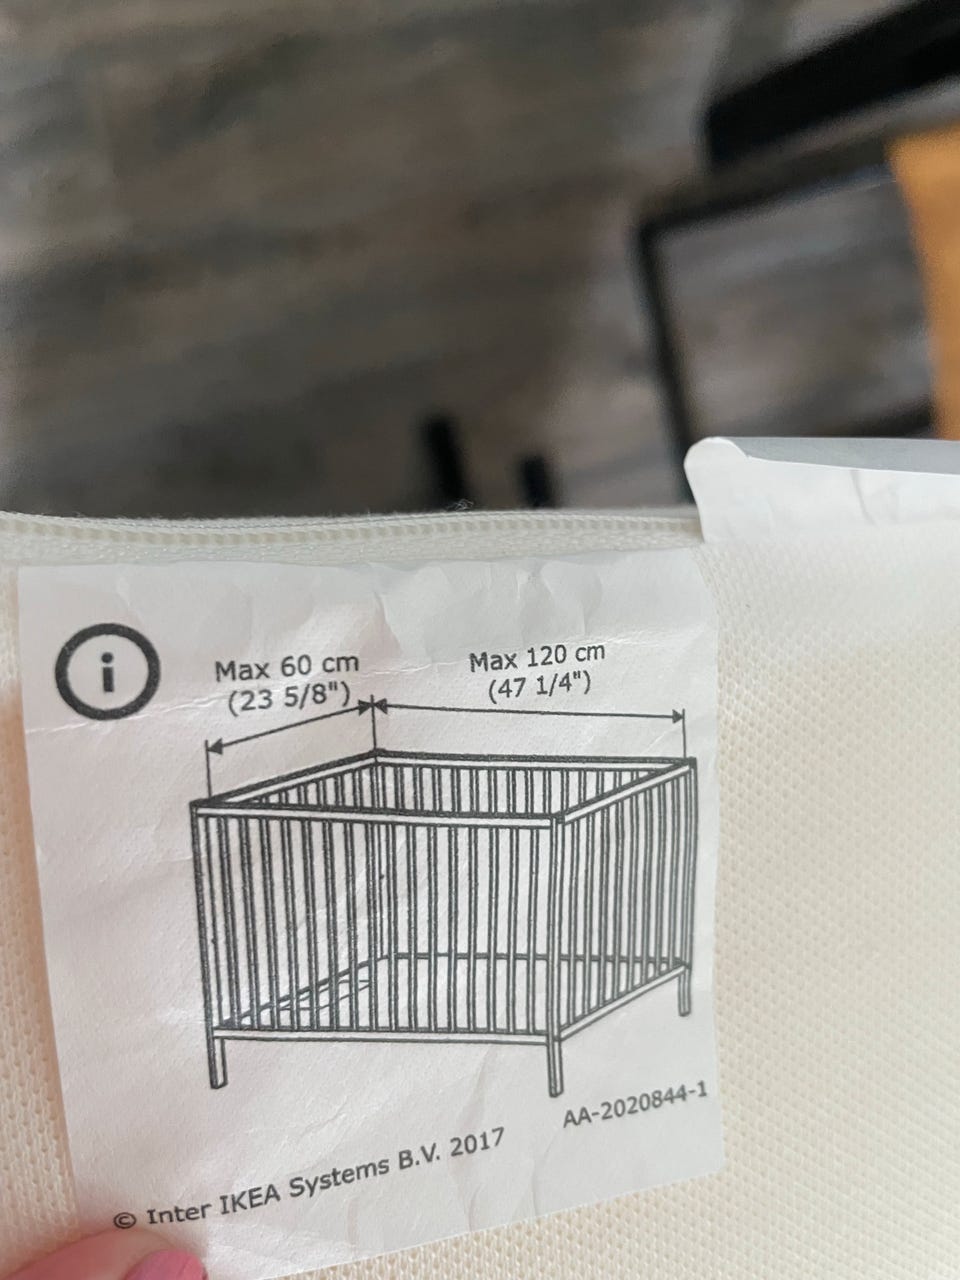 i
Max 60 cm
(23 5/8")
Max 120 cm
(47 1/4")
AA-2020844-1
© Inter IKEA Systems B.V. 2017